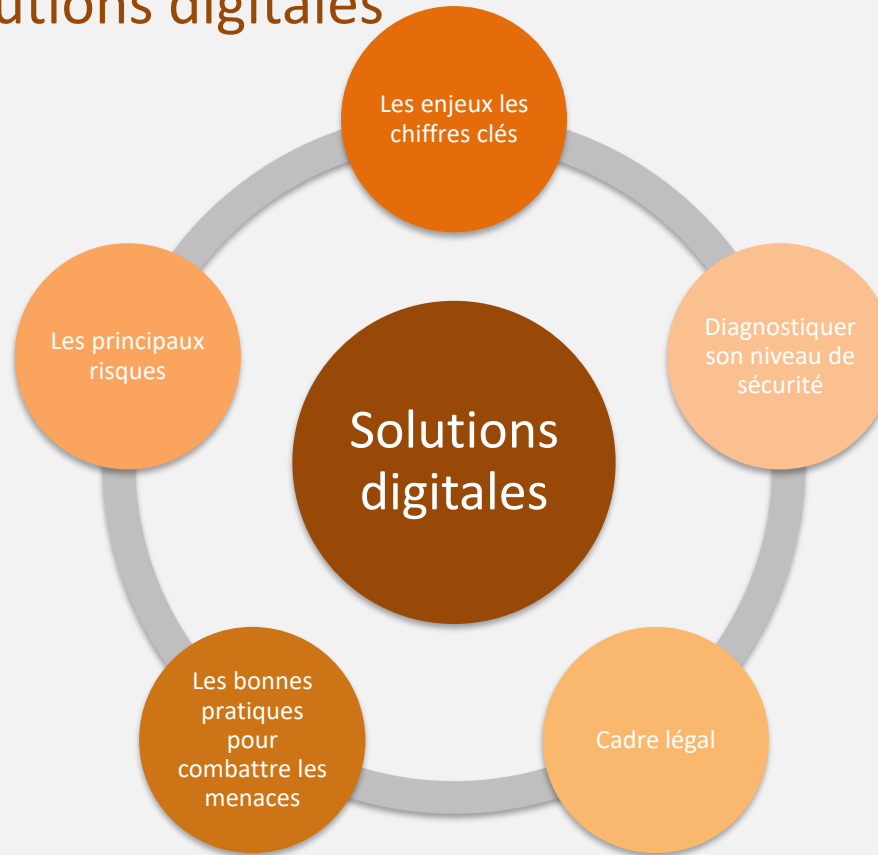 utions digitales
Les enjeux les
chiffres clés
Diagnostiquer
son niveau de
sécurité
Cadre légal
Les bonnes
pratiques
pour
combattre les
menaces
Les principaux
risques
Solutions
digitales